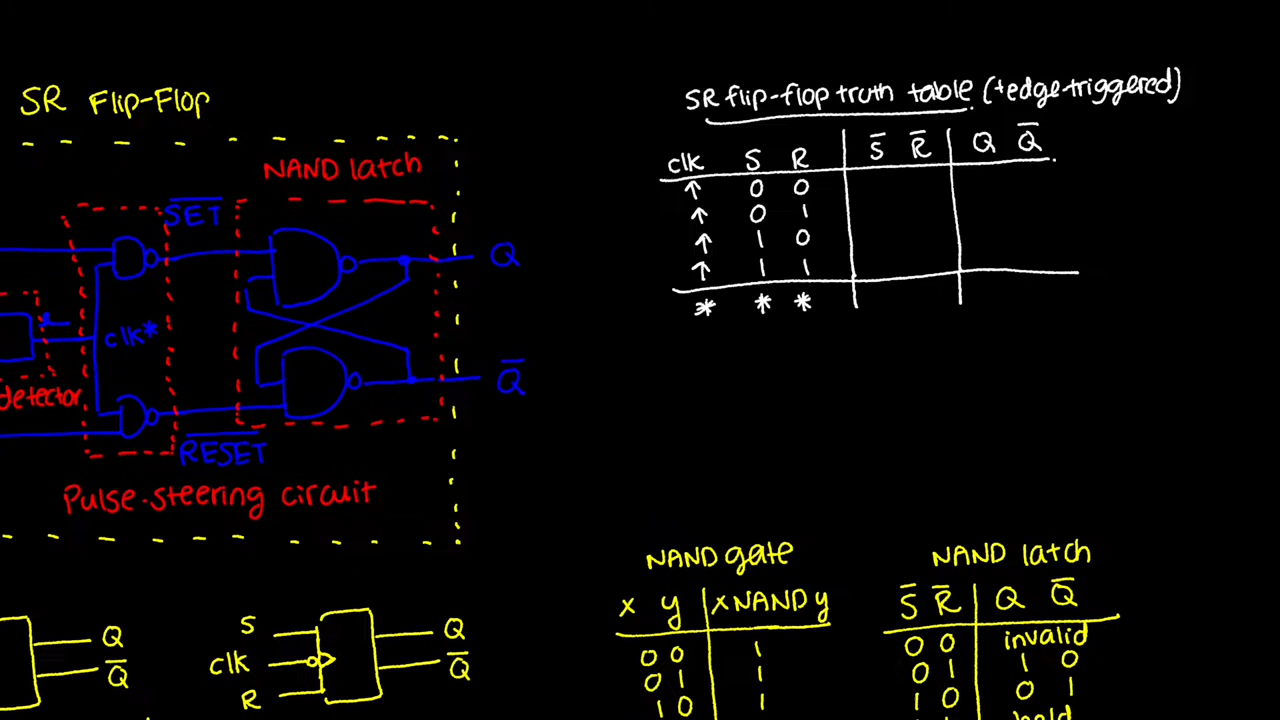 SR Flip-Flop
NAND latch
SET
Q
clk*
detector
Q̅
RESET
Pulse-steering circuit
SR flip-flop truth table (+edge-triggered)
clk S R S̅ R̅ Q Q̅
↑ 0 0
↑ 0 1
↑ 1 0
↑ 1 1
* * *
Q
Q̅
S
clk
R
Q
Q̅
NAND gate
x y x NAND y
0 0 1
0 1 1
1 0 1
NAND latch
S̅ R̅ Q Q̅
0 0 invalid
0 1 1 0
1 0 0 1
hold